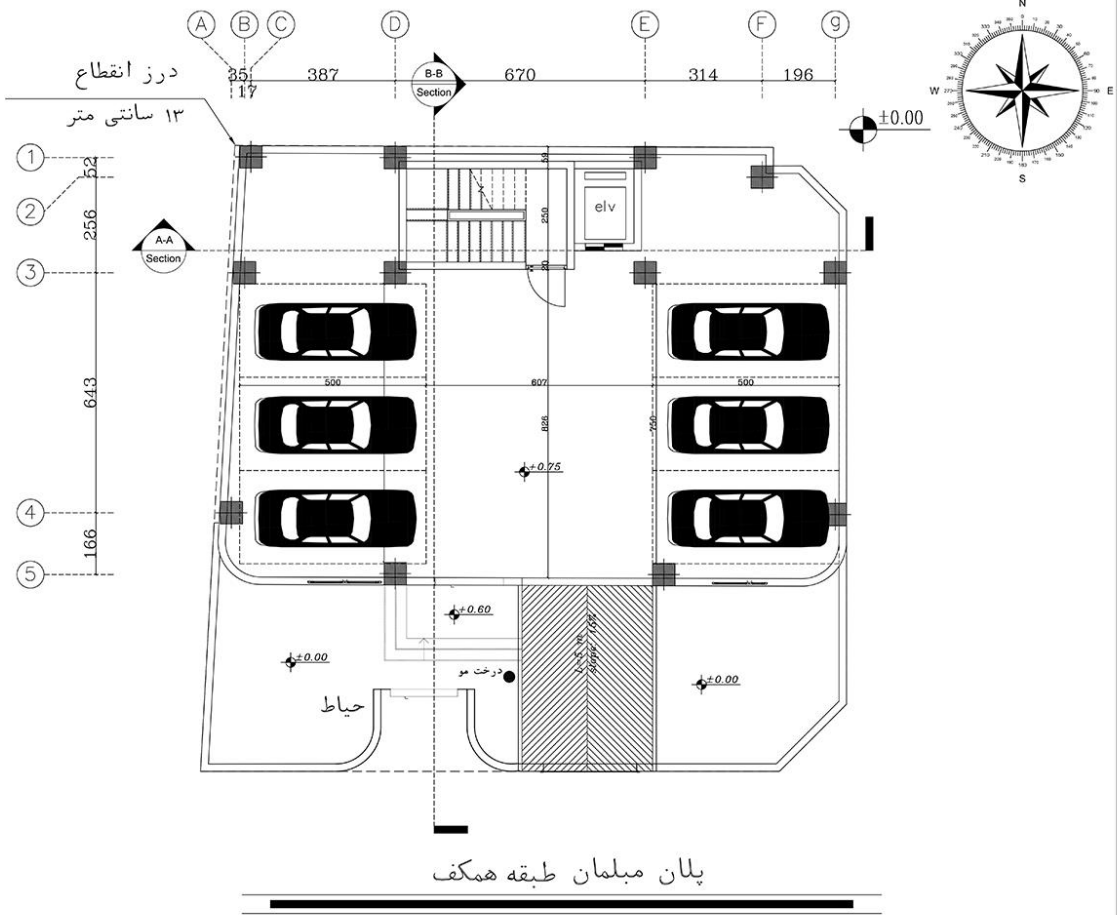 A B C D E F 9
N
W E
S
35 387 670 314 196
17
B-B
Section
درز انقطاع
۱۳ سانتی متر
±0.00
1
52
2
256
A-A
Section
3
643
4
166
5
59
250
20
elv
500 607 500
826
750
+0.75
+0.60
±0.00
±0.00
L=5 m
slope 15%
درخت مو
حیاط
پلان مبلمان طبقه همکف